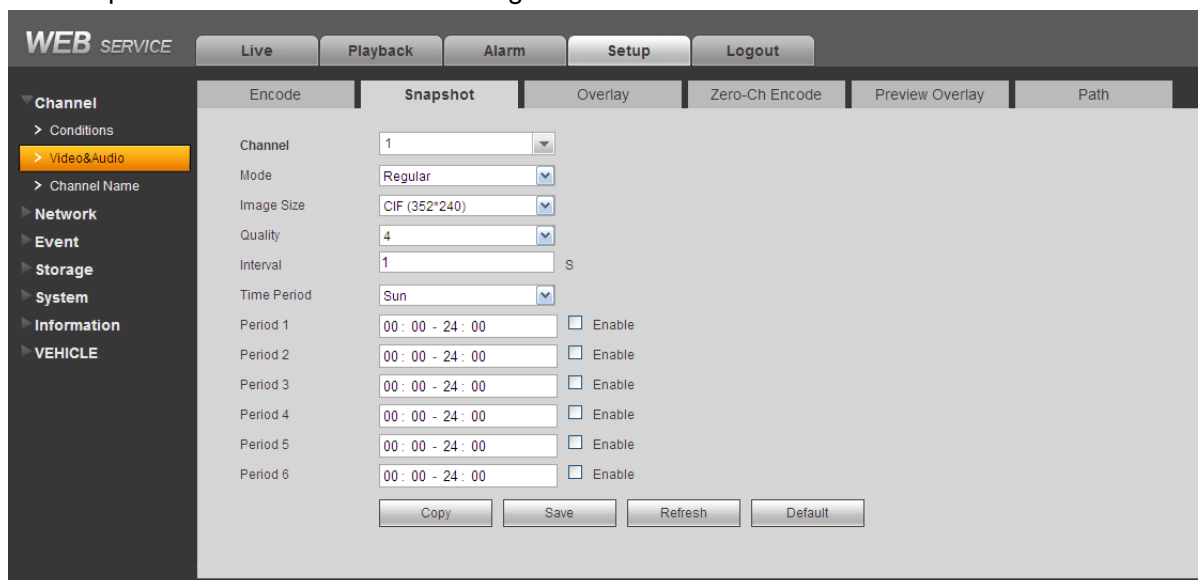 WEB SERVICE
Live Playback Alarm Setup Logout
Channel
> Conditions
> Video&Audio
> Channel Name
Network
Event
Storage
System
Information
VEHICLE
Encode Snapshot Overlay Zero-Ch Encode Preview Overlay Path
Channel 1
Mode Regular
Image Size CIF (352*240)
Quality 4
Interval 1 S
Time Period Sun
Period 1 00 : 00 - 24 : 00 Enable
Period 2 00 : 00 - 24 : 00 Enable
Period 3 00 : 00 - 24 : 00 Enable
Period 4 00 : 00 - 24 : 00 Enable
Period 5 00 : 00 - 24 : 00 Enable
Period 6 00 : 00 - 24 : 00 Enable
Copy Save Refresh Default